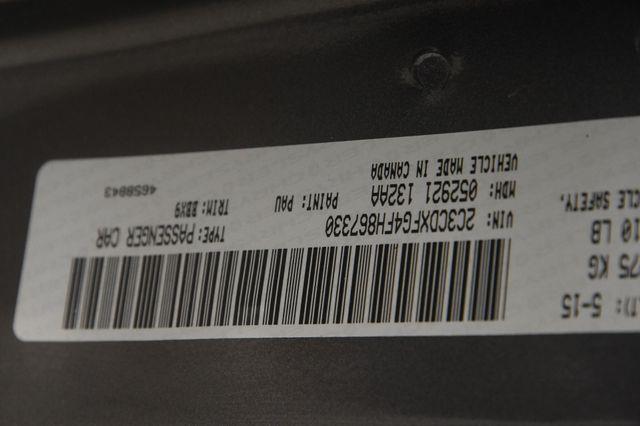 T): 5-15
75 KG
10 LB
CLE SAFETY.
VIN: 2C3CDXFG4FH867330
TYPE: PASSENGER CAR
MDH: 052921 132AA
PAINT: PAU
TRIM: BBX9
VEHICLE MADE IN CANADA
4658843